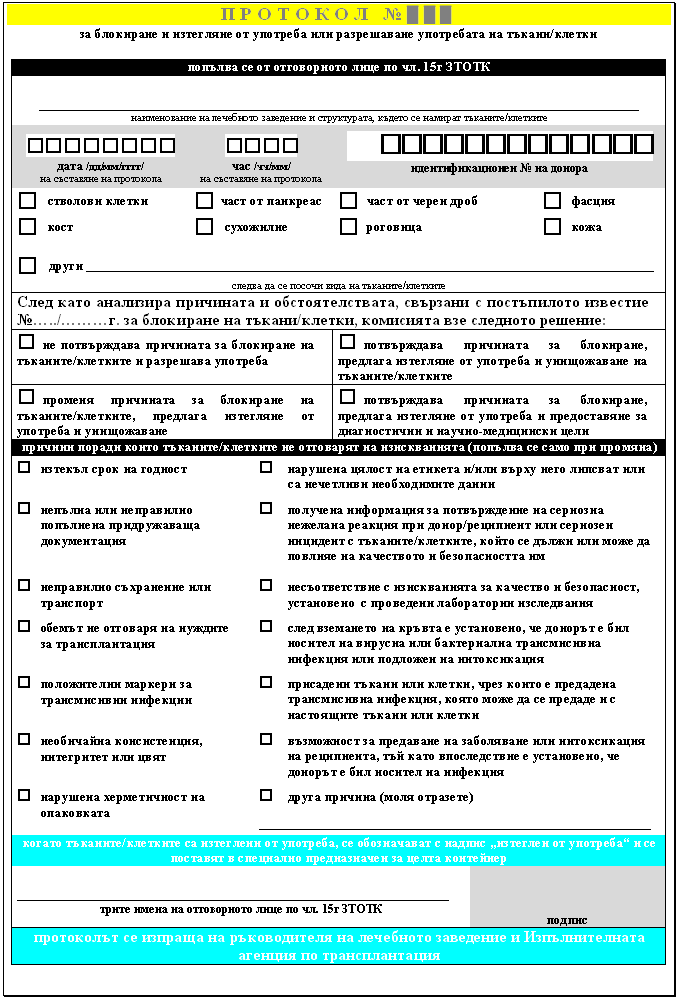 ПРОТОКОЛ №
за блокиране и изтегляне от употреба или разрешаване употребата на тъкани/клетки
попълва се от отговорното лице по чл. 15г ЗТОТК
наименование на лечебното заведение и структурата, където се намират тъканите/клетките
дата /дд/мм/гггг/
на съставяне на протокола
час /чч/мм/
на съставяне на протокола
идентификационен № на донора
стволови клетки
част от панкреас
част от черен дроб
фасция
кост
сухожилие
роговица
кожа
други
следва да се посочи вида на тъканите/клетките
След като анализира причината и обстоятелствата, свързани с постъпилото известие
№…../………г. за блокиране на тъкани/клетки, комисията взе следното решение:
не потвърждава причината за блокиране на
тъканите/клетките и разрешава употреба
потвърждава причината за блокиране,
предлага изтегляне от употреба и унищожаване на
тъканите/клетките
променя причината за блокиране на
тъканите/клетките, предлага изтегляне от
употреба и унищожаване
потвърждава причината за блокиране,
предлага изтегляне от употреба и предоставяне за
диагностични и научно-медицински цели
причини поради които тъканите/клетките не отговарят на изискванията (попълва се само при промяна)
изтекъл срок на годност
нарушена цялост на етикета и/или върху него липсват или
са нечетливи необходимите данни
непълна или неправилно
попълнена придружаваща
документация
получена информация за потвърждение на сериозна
нежелана реакция при донор/реципиент или сериозен
инцидент с тъканите/клетките, който се дължи или може да
повлияе на качеството и безопасността им
неправилно съхранение или
транспорт
несъответствие с изискванията за качество и безопасност,
установено с проведени лаборатории изследвания
обемът не отговаря на нуждите
за трансплантация
след вземането на кръвта е установено, че донорът е бил
носител на вирусна или бактериална трансмисивна
инфекция или подложен на интоксикация
положителни маркери за
трансмисивни инфекции
присадени тъкани или клетки, чрез които е предадена
трансмисивна инфекция, която може да се предаде и с
настоящите тъкани или клетки
необичайна консистенция,
интегритет или цвят
възможност за предаване на заболяване или интоксикация
на реципиента, тъй като впоследствие е установено, че
донорът е бил носител на инфекция
нарушена херметичност на
опаковката
друга причина (моля отразете)
когато тъканите/клетките са изтеглени от употреба, се обозначават с надпис „изтеглен от употреба“ и се
поставят в специално предназначен за целта контейнер
трите имена на отговорното лице по чл. 15г ЗТОТК
подпис
протоколът се изпраща на ръководителя на лечебното заведение и Изпълнителната
агенция по трансплантация